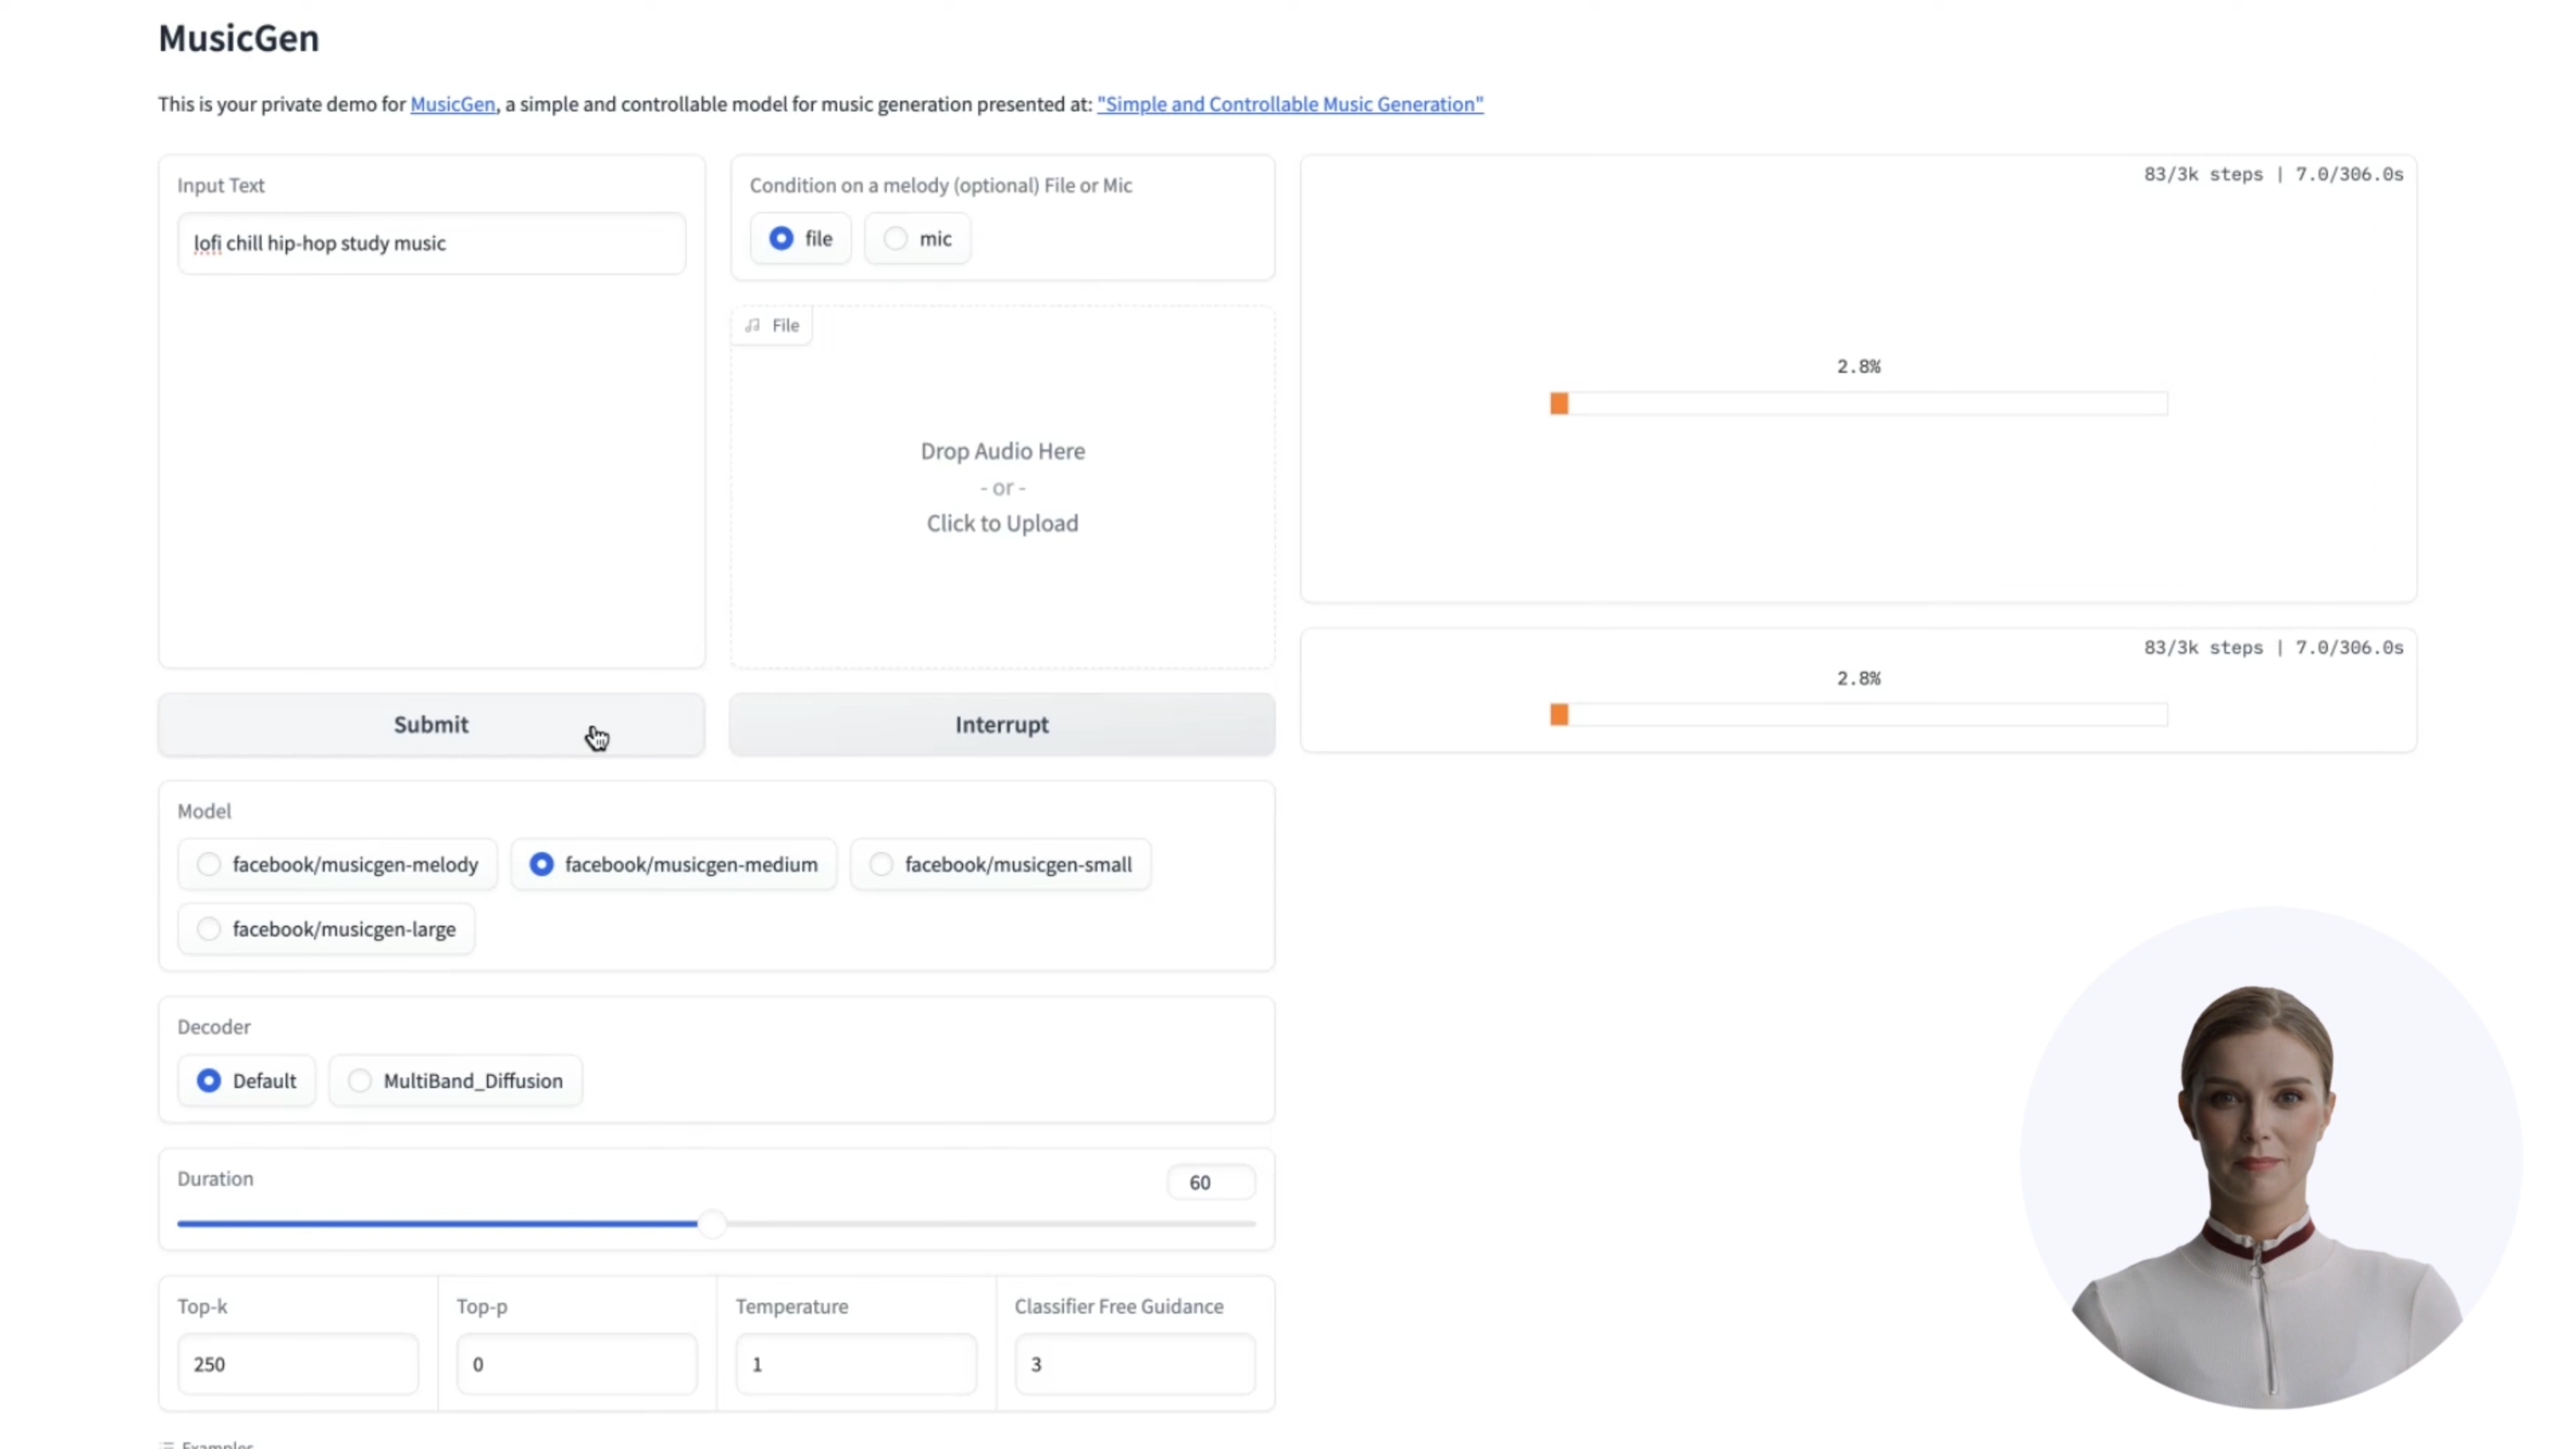 MusicGen
This is your private demo for MusicGen, a simple and controllable model for music generation presented at: "Simple and Controllable Music Generation"
Input Text
lofi chill hip-hop study music
Condition on a melody (optional) File or Mic
file
mic
File
Drop Audio Here
- or -
Click to Upload
83/3k steps | 7.0/306.0s
2.8%
83/3k steps | 7.0/306.0s
2.8%
Submit
Interrupt
Model
facebook/musicgen-melody
facebook/musicgen-medium
facebook/musicgen-small
facebook/musicgen-large
Decoder
Default
MultiBand_Diffusion
Duration
60
Top-k
250
Top-p
0
Temperature
1
Classifier Free Guidance
3
Examples